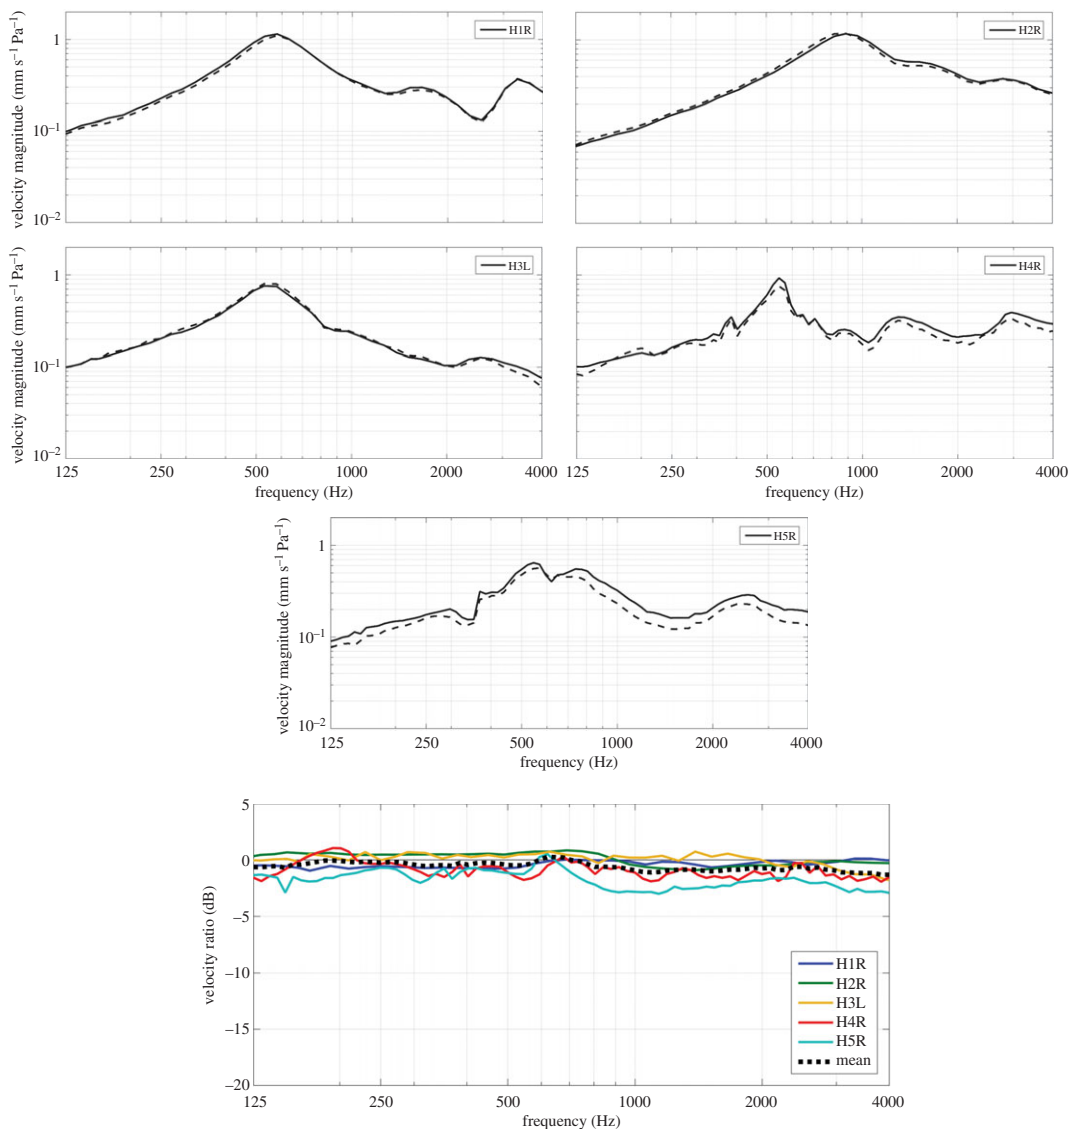 velocity magnitude (mm s⁻¹ Pa⁻¹)
1
10⁻¹
10⁻²
H1R
H2R
velocity magnitude (mm s⁻¹ Pa⁻¹)
1
10⁻¹
10⁻²
H3L
H4R
125 250 500 1000 2000 4000
frequency (Hz)
125 250 500 1000 2000 4000
frequency (Hz)
velocity magnitude (mm s⁻¹ Pa⁻¹)
1
10⁻¹
10⁻²
H5R
125 250 500 1000 2000 4000
frequency (Hz)
velocity ratio (dB)
5
0
−5
−10
−15
−20
H1R
H2R
H3L
H4R
H5R
mean
125 250 500 1000 2000 4000
frequency (Hz)